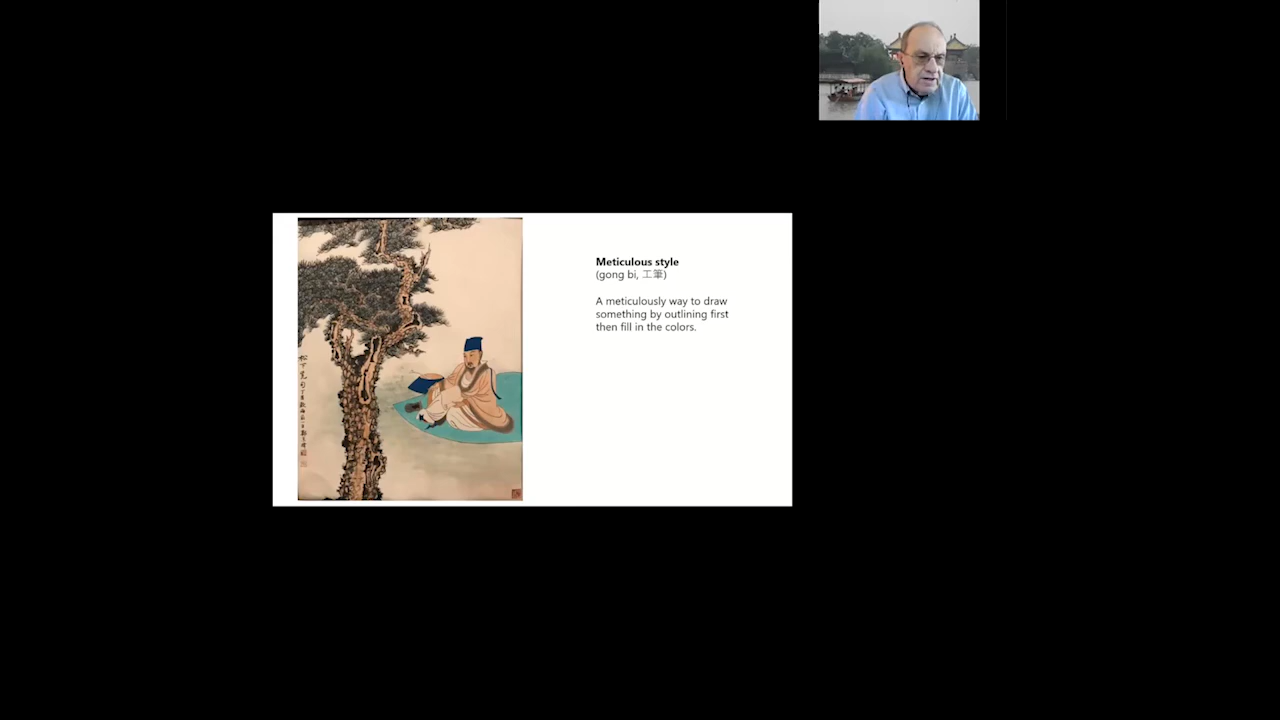 Meticulous style
(gong bi, 工筆)
A meticulously way to draw
something by outlining first
then fill in the colors.